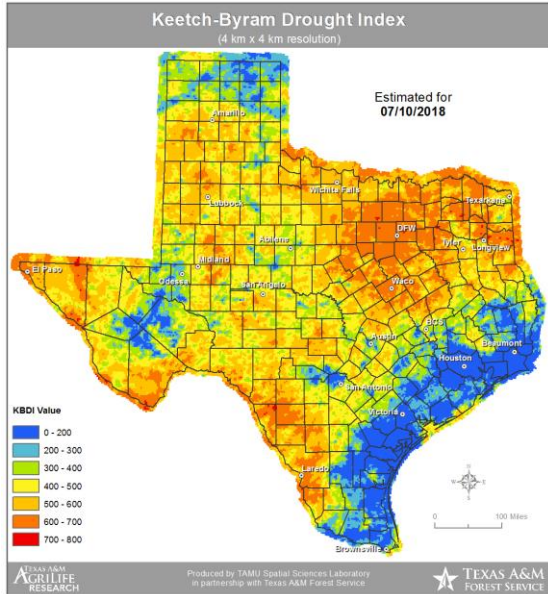 Keetch-Byram Drought Index
(4 km x 4 km resolution)
Estimated for
07/10/2018
Amarillo
Wichita Falls
Texarkana
Lubbock
DFW
Abilene
Tyler
Longview
Midland
El Paso
Odessa
Waco
San Angelo
BCS
Austin
Beaumont
Houston
San Antonio
Victoria
KBDI Value
0 - 200
200 - 300
300 - 400
400 - 500
500 - 600
600 - 700
700 - 800
Laredo
N
W E
S
0 100 Miles
Brownsville
TEXAS A&M
AGRILIFE
RESEARCH
Produced by TAMU Spatial Sciences Laboratory
in partnership with Texas A&M Forest Service
TEXAS A&M
FOREST SERVICE